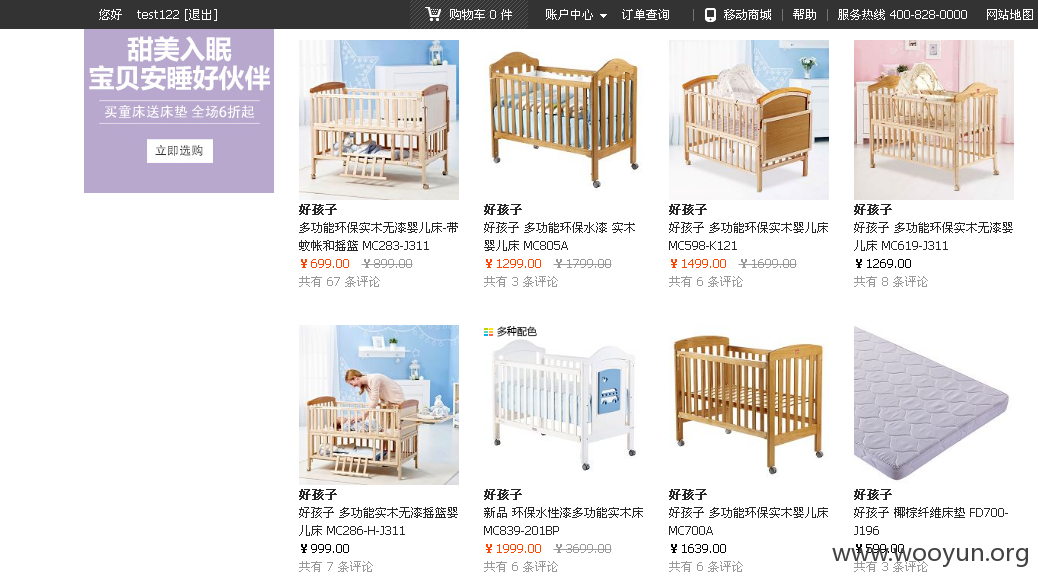 您好 test122 [退出] 购物车 0 件 账户中心 订单查询 | 移动商城 | 帮助 | 服务热线 400-828-0000 网站地图
甜美入眠
宝贝安睡好伙伴
买童床送床垫 全场6折起
立即选购
好孩子
多功能环保实木无漆婴儿床-带
蚊帐和摇篮 MC283-J311
￥699.00 ￥899.00
共有 67 条评论
好孩子
好孩子 多功能环保水漆 实木
婴儿床 MC805A
￥1299.00 ￥1799.00
共有 3 条评论
好孩子
好孩子 多功能环保实木婴儿床
MC598-K121
￥1499.00 ￥1699.00
共有 6 条评论
好孩子
好孩子 多功能环保实木无漆婴
儿床 MC619-J311
￥1269.00
共有 8 条评论
好孩子
好孩子 多功能实木无漆摇篮婴
儿床 MC286-H-J311
￥999.00
共有 7 条评论
多种配色
好孩子
新品 环保水性漆多功能实木床
MC839-201BP
￥1999.00 ￥3699.00
共有 6 条评论
好孩子
好孩子 多功能环保实木婴儿床
MC700A
￥1639.00
共有 6 条评论
好孩子
好孩子 椰棕纤维床垫 FD700-
J196
共有 3 条评论
www.wooyun.org